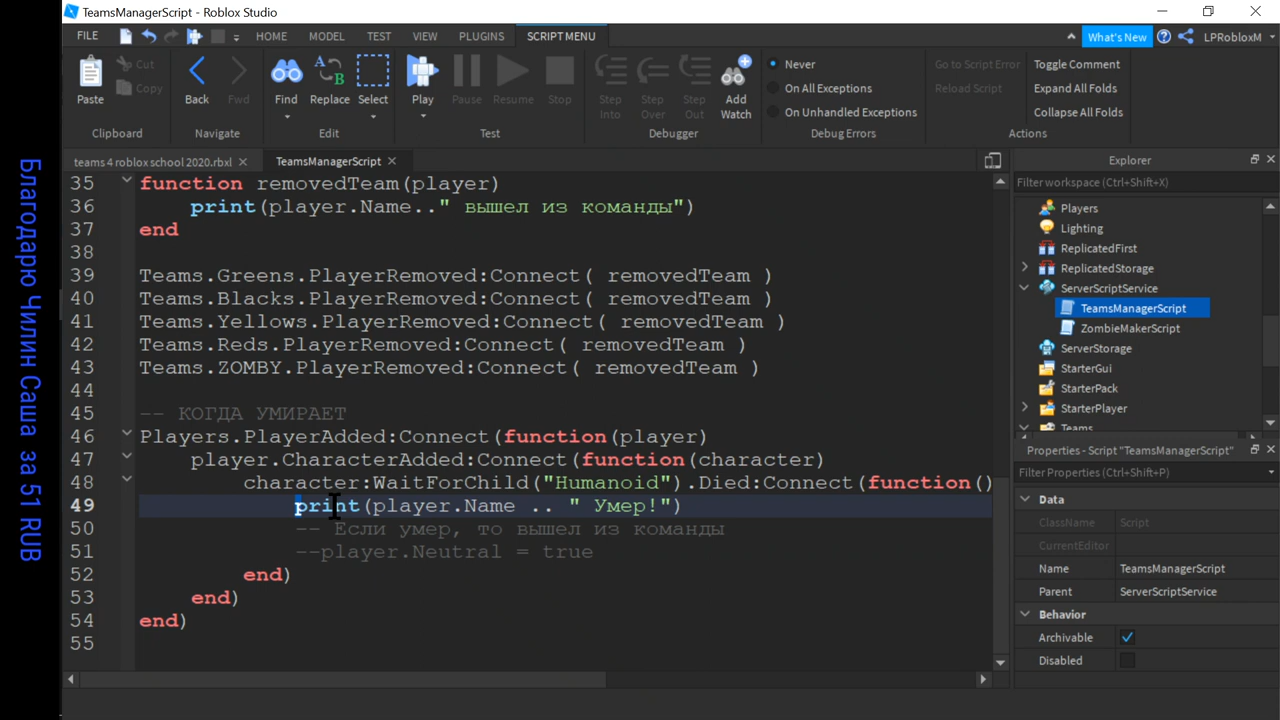 TeamsManagerScript - Roblox Studio
FILE
HOME
MODEL
TEST
VIEW
PLUGINS
SCRIPT MENU
What's New
LPRobloxM
Paste
Cut
Copy
Clipboard
Back
Fwd
Navigate
Find
Replace
Select
Edit
Play
Pause
Resume
Stop
Test
Step Into
Step Over
Step Out
Add Watch
Debugger
Never
On All Exceptions
On Unhandled Exceptions
Debug Errors
Go to Script Error
Reload Script
Toggle Comment
Expand All Folds
Collapse All Folds
Actions
teams 4 roblox school 2020.rbxl
TeamsManagerScript
35 function removedTeam(player)
36 print(player.Name.." вышел из команды")
37 end
38
39 Teams.Greens.PlayerRemoved:Connect( removedTeam )
40 Teams.Blacks.PlayerRemoved:Connect( removedTeam )
41 Teams.Yellows.PlayerRemoved:Connect( removedTeam )
42 Teams.Reds.PlayerRemoved:Connect( removedTeam )
43 Teams.ZOMBY.PlayerRemoved:Connect( removedTeam )
44
45 -- КОГДА УМИРАЕТ
46 Players.PlayerAdded:Connect(function(player)
47 player.CharacterAdded:Connect(function(character)
48 character:WaitForChild("Humanoid").Died:Connect(function()
49 print(player.Name .. " Умер!")
50 -- Если умер, то вышел из команды
51 --player.Neutral = true
52 end)
53 end)
54 end)
55
Explorer
Filter workspace (Ctrl+Shift+X)
Players
Lighting
ReplicatedFirst
ReplicatedStorage
ServerScriptService
TeamsManagerScript
ZombieMakerScript
ServerStorage
StarterGui
StarterPack
StarterPlayer
Teams
Properties - Script "TeamsManagerScript"
Filter Properties (Ctrl+Shift+P)
Data
ClassName Script
CurrentEditor
Name TeamsManagerScript
Parent ServerScriptService
Behavior
Archivable
Disabled
Благодарю Чилин Саша за 51 RUB